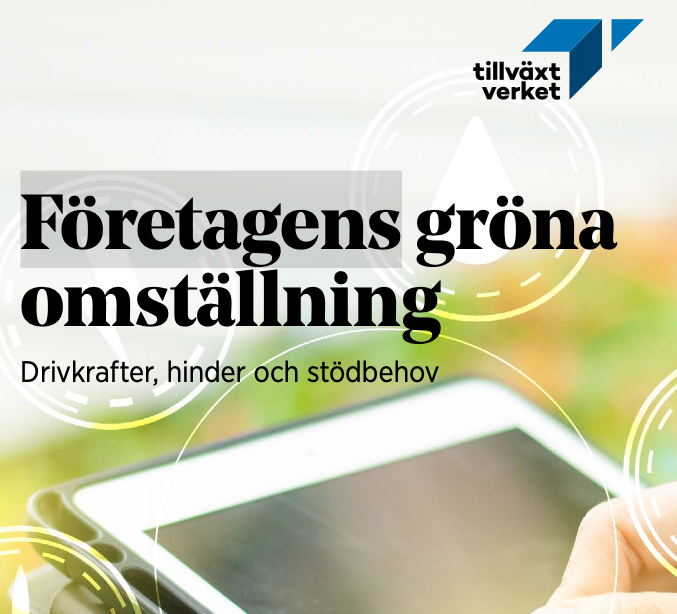 tillväxt
verket
Företagens gröna
omställning
Drivkrafter, hinder och stödbehov